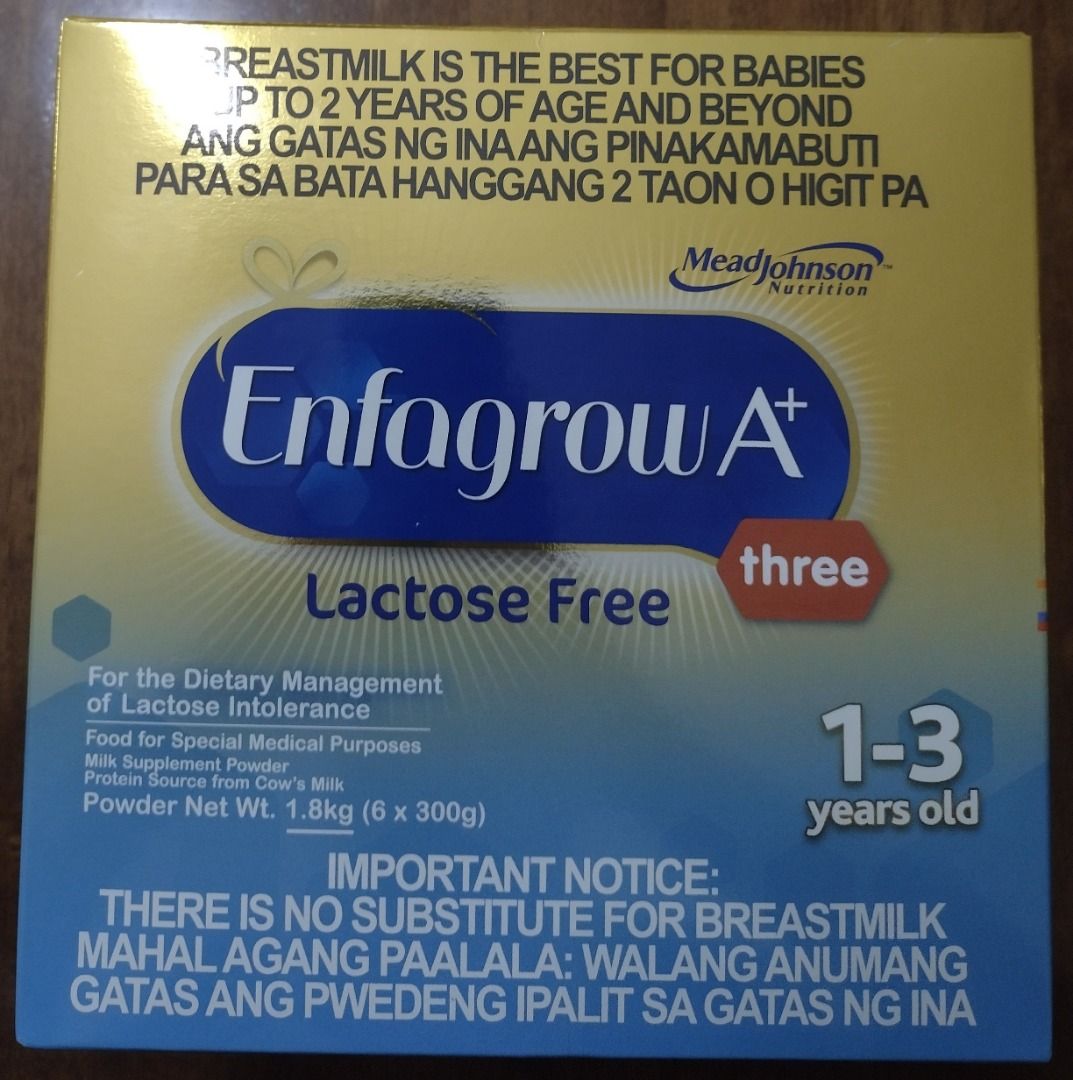 BREASTMILK IS THE BEST FOR BABIES
UP TO 2 YEARS OF AGE AND BEYOND
ANG GATAS NG INA ANG PINAKAMABUTI
PARA SA BATA HANGGANG 2 TAON O HIGIT PA
MeadJohnson™
Nutrition
Enfagrow A+
three
Lactose Free
For the Dietary Management
of Lactose Intolerance
Food for Special Medical Purposes
Milk Supplement Powder
Protein Source from Cow's Milk
Powder Net Wt. 1.8kg (6 x 300g)
1-3
years old
IMPORTANT NOTICE:
THERE IS NO SUBSTITUTE FOR BREASTMILK
MAHALAGANG PAALALA: WALANG ANUMANG
GATAS ANG PWEDENG IPALIT SA GATAS NG INA